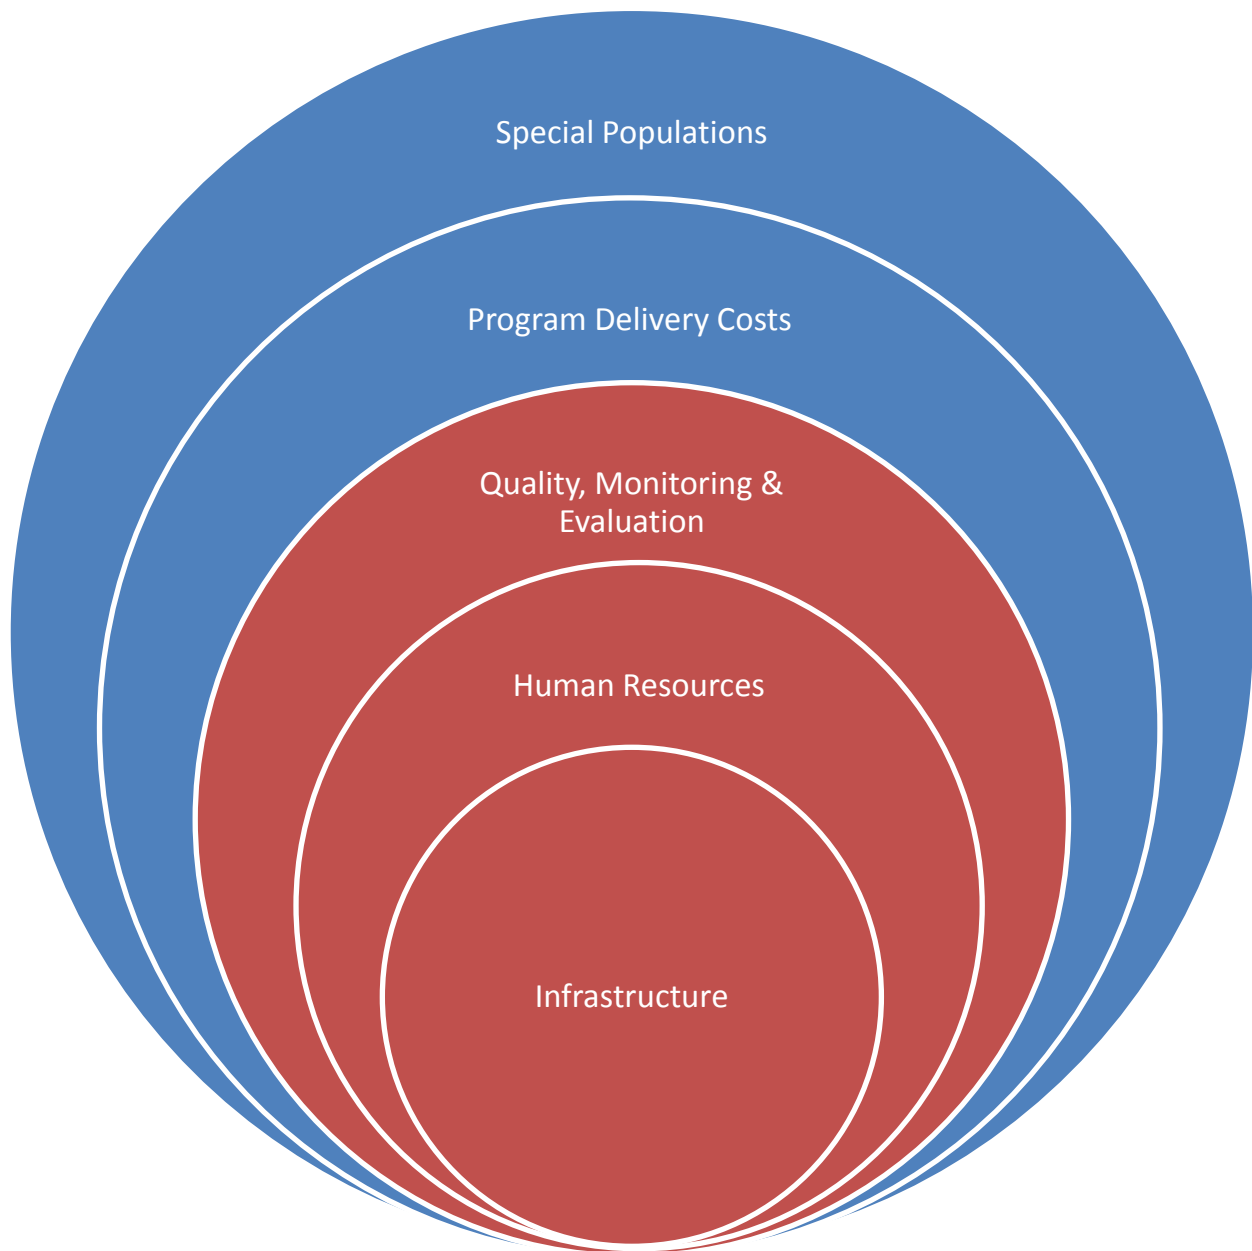 Special Populations
Program Delivery Costs
Quality, Monitoring &
Evaluation
Human Resources
Infrastructure